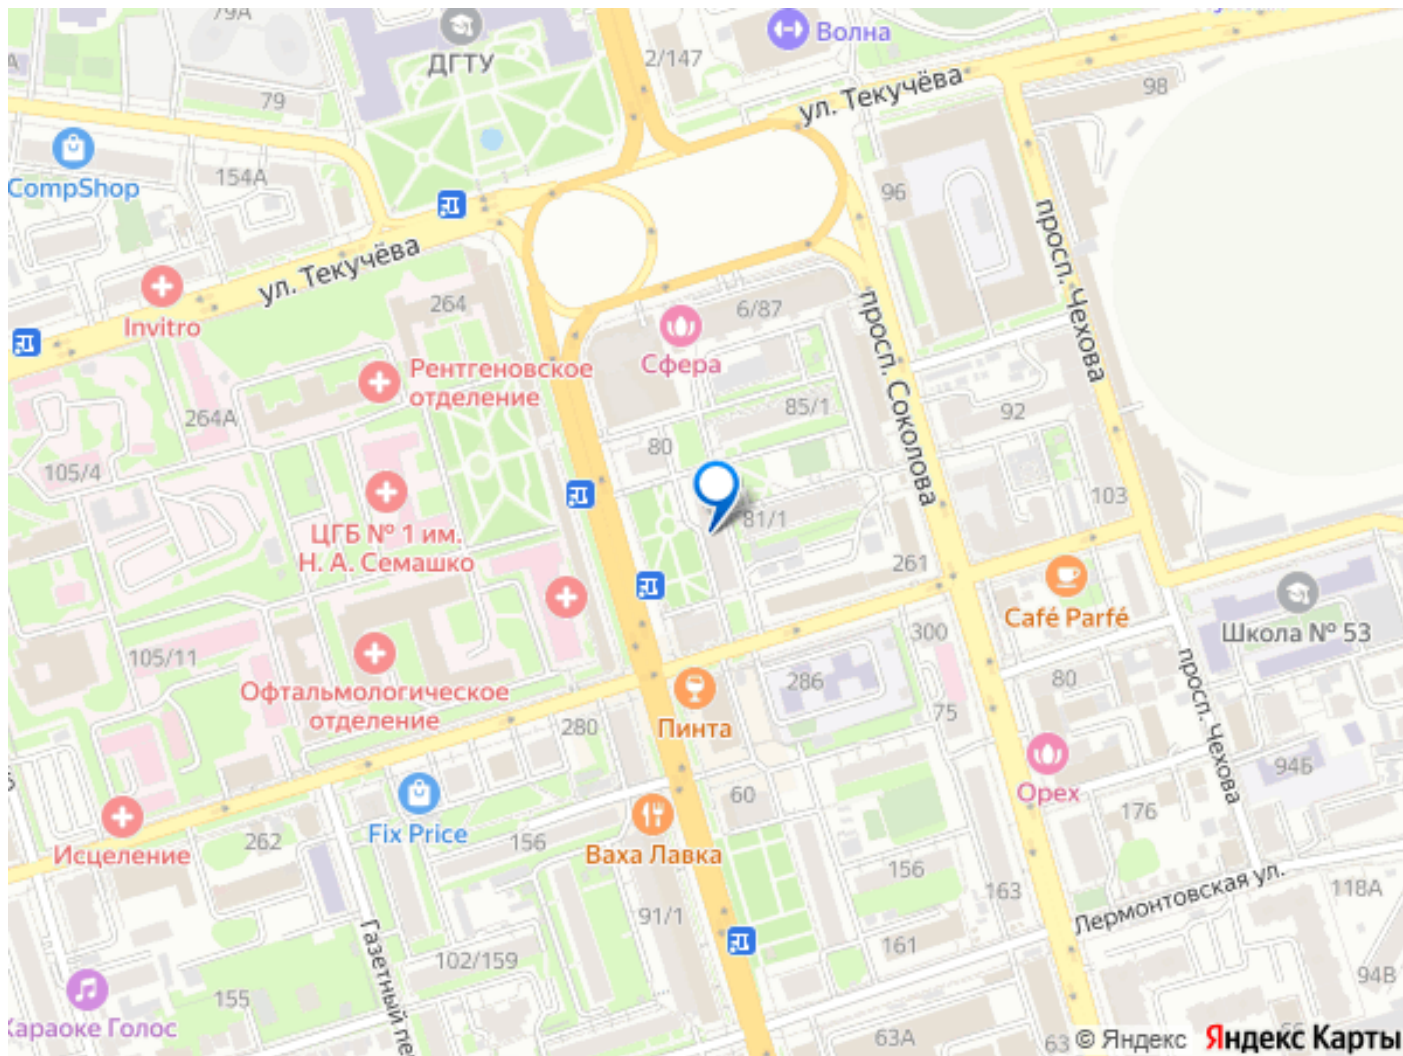 79А
ДГТУ
2/147
Волна
79
ул. Текучёва
98
CompShop
154А
96
просп. Чехова
ул. Текучёва
264
6/87
Invitro
Сфера
просп. Соколова
Рентгеновское
отделение
264А
85/1
92
80
105/4
103
81/1
ЦГБ № 1 им.
Н. А. Семашко
261
Café Parfé
300
Школа № 53
105/11
286
80
просп. Чехова
Офтальмологическое
отделение
75
280
Пинта
94Б
Орех
60
176
Fix Price
262
156
Исцеление
Ваха Лавка
156
163
118А
Лермонтовская ул.
91/1
161
Газетный пе
102/159
94В
155
Караоке Голос
63А
63
© Яндекс
Яндекс Карты